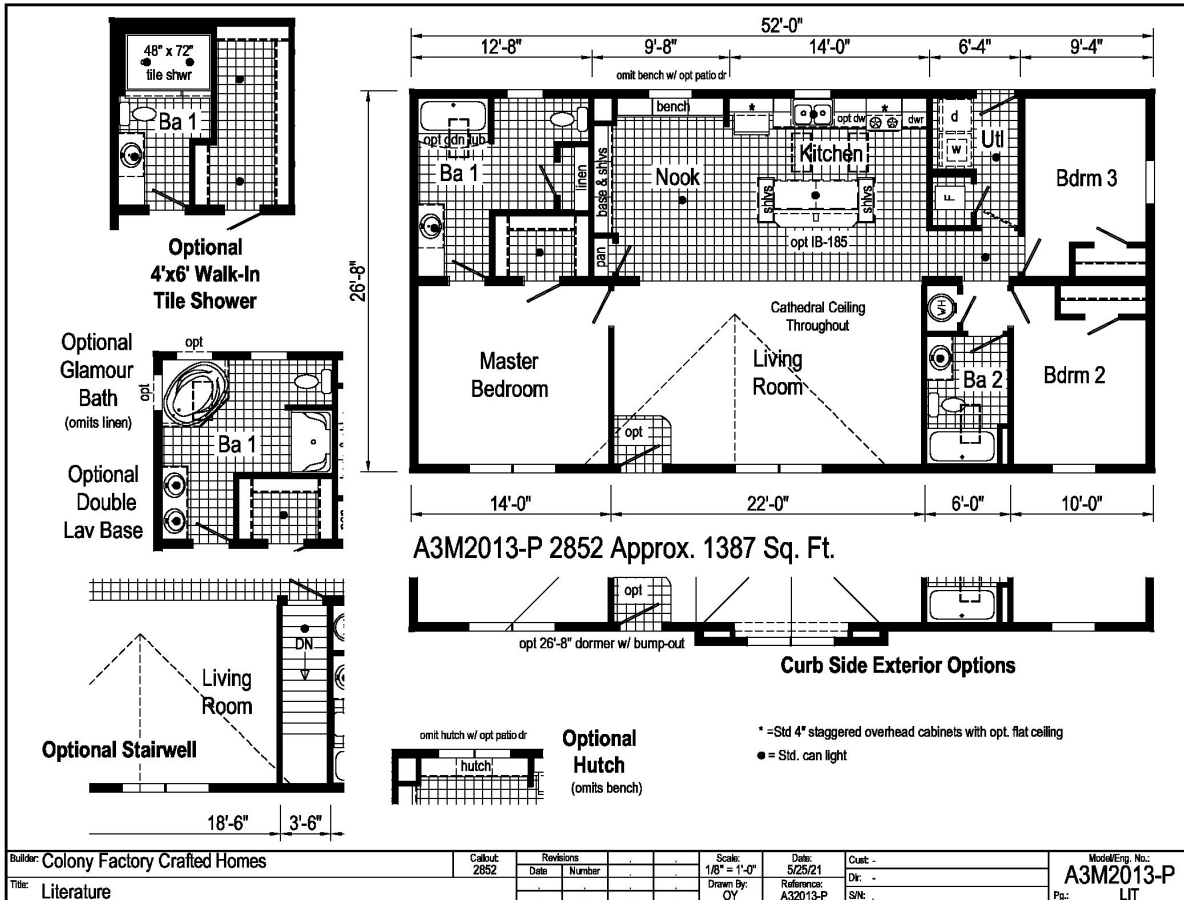 48" x 72"
tile shwr
Ba 1
Optional
4'x6' Walk-In
Tile Shower
52'-0"
12'-8"
9'-8"
14'-0"
6'-4"
9'-4"
omit bench w/ opt patio dr
26'-8"
opt gdn tub
Ba 1
linen
base & shlvs
pan
bench
Nook
*
opt dw
*
dwr
Kitchen
shlvs
shlvs
opt IB-185
d
w
Utl
F
Bdrm 3
Master
Bedroom
Cathedral Ceiling
Throughout
Living
Room
opt
WH
Ba 2
Bdrm 2
14'-0"
22'-0"
6'-0"
10'-0"
A3M2013-P 2852 Approx. 1387 Sq. Ft.
Optional
Glamour
Bath
(omits linen)
Optional
Double
Lav Base
opt
opt
Ba 1
opt
opt 26'-8" dormer w/ bump-out
Curb Side Exterior Options
DN
Living
Room
Optional Stairwell
18'-6"
3'-6"
omit hutch w/ opt patio dr
hutch
Optional
Hutch
(omits bench)
* =Std 4" staggered overhead cabinets with opt. flat ceiling
● = Std. can light
Builder: Colony Factory Crafted Homes
Title: Literature
Callout:
2852
Revisions
Date Number
Scale:
1/8" = 1'-0"
Drawn By:
OY
Date:
5/25/21
Reference:
A32013-P
Cust: -
Dir: -
S/N: .
Model/Eng. No.:
A3M2013-P
Pg.: LIT